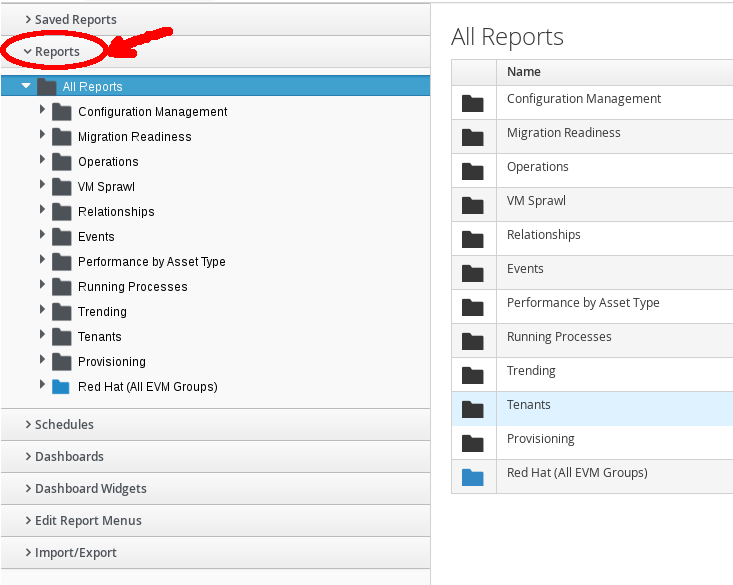 Saved Reports
Reports
All Reports
Configuration Management
Migration Readiness
Operations
VM Sprawl
Relationships
Events
Performance by Asset Type
Running Processes
Trending
Tenants
Provisioning
Red Hat (All EVM Groups)
Schedules
Dashboards
Dashboard Widgets
Edit Report Menus
Import/Export
All Reports
Name
Configuration Management
Migration Readiness
Operations
VM Sprawl
Relationships
Events
Performance by Asset Type
Running Processes
Trending
Tenants
Provisioning
Red Hat (All EVM Groups)